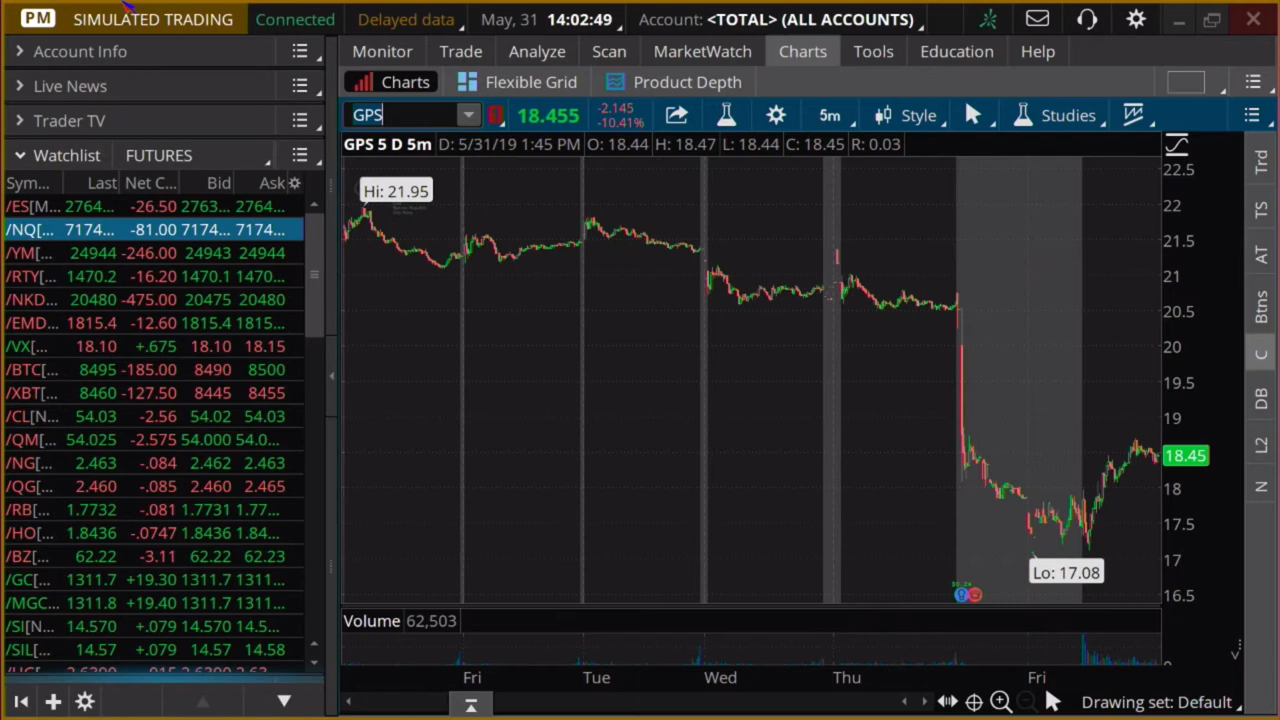 PM SIMULATED TRADING Connected Delayed data May, 31 14:02:49 Account: <TOTAL> (ALL ACCOUNTS)
Account Info
Live News
Trader TV
Watchlist FUTURES
Sym... Last Net C... Bid Ask
/ES[M... 2764... -26.50 2763... 2764...
/NQ[... 7174... -81.00 7174... 7174...
/YM[... 24944 -246.00 24943 24944
/RTY[... 1470.2 -16.20 1470.1 1470...
/NKD... 20480 -475.00 20475 20480
/EMD... 1815.4 -12.60 1815.4 1815...
/VX[... 18.10 +.675 18.10 18.15
/BTC[... 8495 -185.00 8490 8500
/XBT[... 8460 -127.50 8445 8455
/CL[N... 54.03 -2.56 54.02 54.03
/QM[... 54.025 -2.575 54.000 54.0...
/NG[... 2.463 -.084 2.462 2.463
/QG[... 2.460 -.085 2.460 2.465
/RB[... 1.7732 -.081 1.7731 1.77...
/HO[... 1.8436 -.0747 1.8436 1.84...
/BZ[... 62.22 -3.11 62.22 62.23
/GC[... 1311.7 +19.30 1311.7 1311...
/MGC... 1311.8 +19.40 1311.7 1311...
/SI[N... 14.570 +.079 14.570 14.5...
/SIL[... 14.57 +.079 14.57 14.58
Monitor Trade Analyze Scan MarketWatch Charts Tools Education Help
Charts Flexible Grid Product Depth
GPS 18.455 -2.145 -10.41% 5m Style Studies
GPS 5 D 5m D: 5/31/19 1:45 PM O: 18.44 H: 18.47 L: 18.44 C: 18.45 R: 0.03
Hi: 21.95
22.5
22
21.5
21
20.5
20
19.5
19
18.45
18
17.5
17
16.5
Lo: 17.08
Volume 62,503
0
Fri Tue Wed Thu Fri
Drawing set: Default
Trd
TS
AT
Btns
C
DB
L2
N